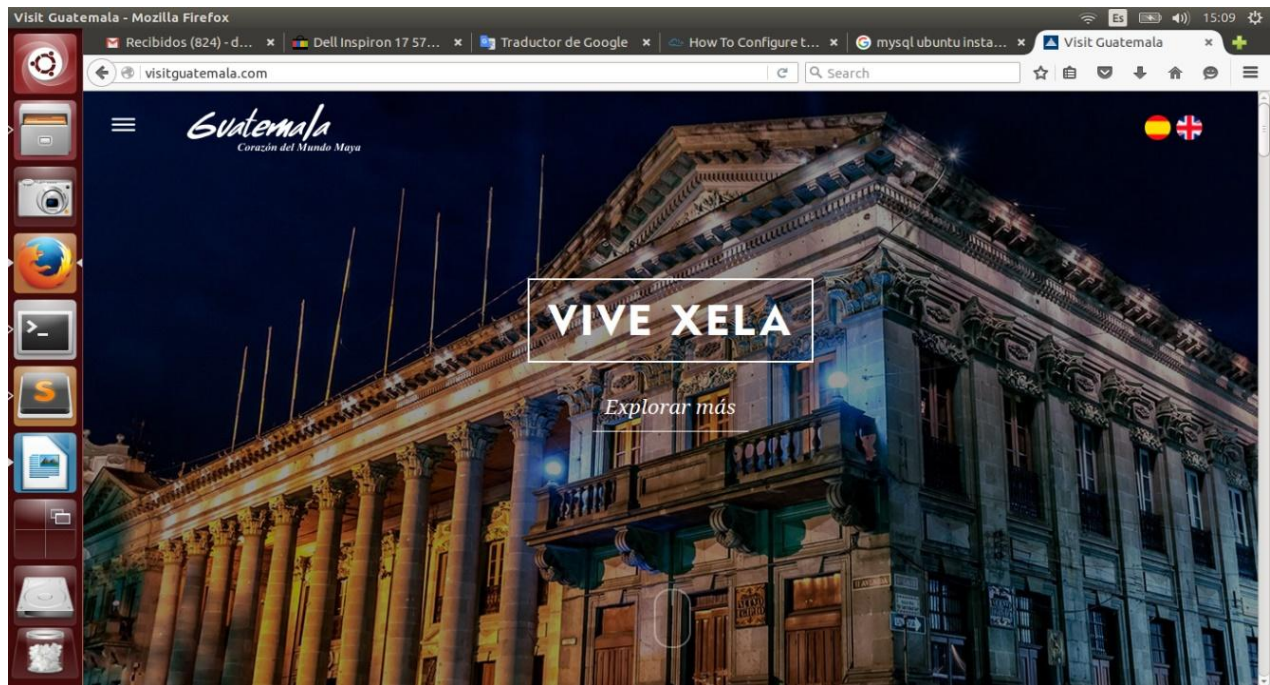 Visit Guatemala - Mozilla Firefox
Es
15:09
Recibidos (824) - d...
Dell Inspiron 17 57...
Traductor de Google
How To Configure t...
mysql ubuntu insta...
Visit Guatemala
visitguatemala.com
Search
Guatemala
Corazón del Mundo Maya
VIVE XELA
Explorar más